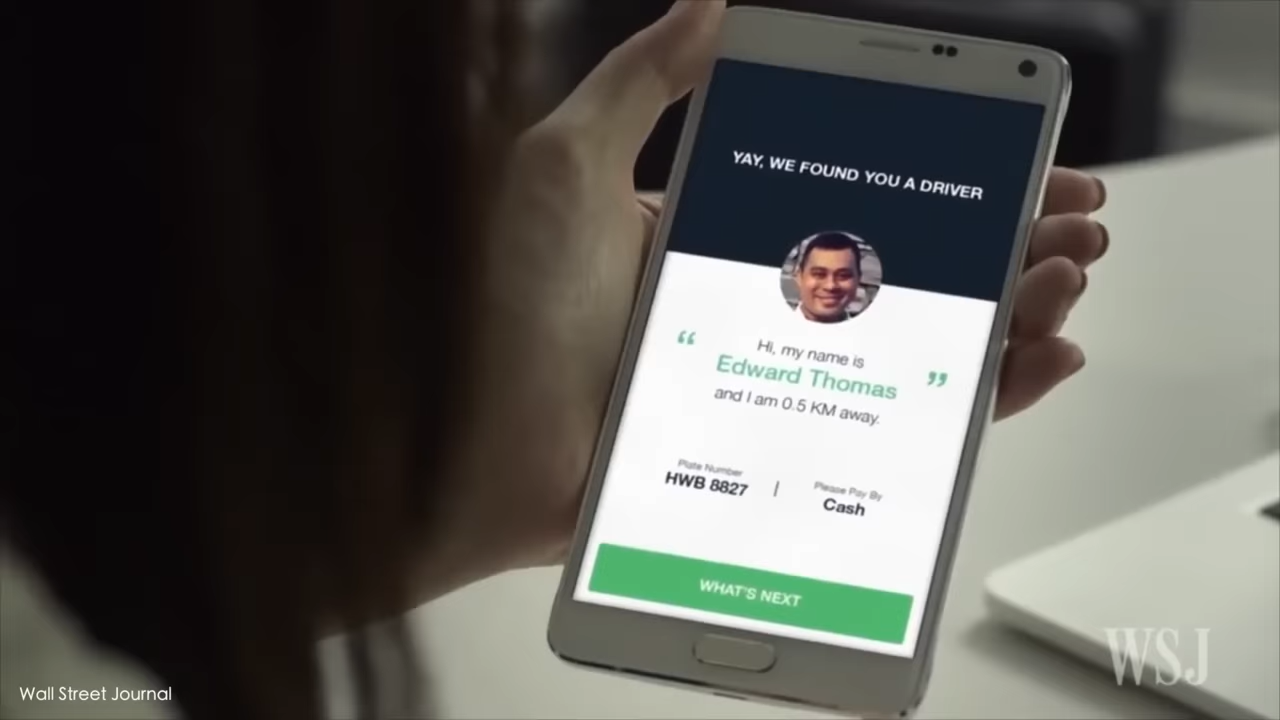 YAY, WE FOUND YOU A DRIVER
“
Hi, my name is
Edward Thomas
”
and I am 0.5 KM away.
Plate Number
HWB 8827
|
Please Pay By
Cash
WHAT'S NEXT
WSJ
Wall Street Journal